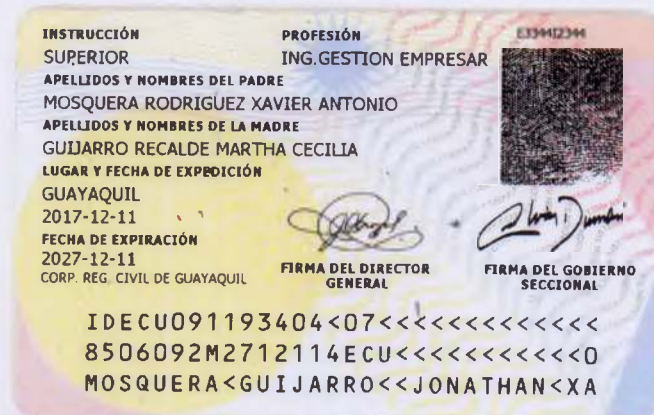 INSTRUCCIÓN
SUPERIOR
PROFESIÓN
ING.GESTION EMPRESAR
E334412344
APELLIDOS Y NOMBRES DEL PADRE
MOSQUERA RODRIGUEZ XAVIER ANTONIO
APELLIDOS Y NOMBRES DE LA MADRE
GUIJARRO RECALDE MARTHA CECILIA
LUGAR Y FECHA DE EXPEDICIÓN
GUAYAQUIL
2017-12-11
FECHA DE EXPIRACIÓN
2027-12-11
CORP. REG. CIVIL DE GUAYAQUIL
FIRMA DEL DIRECTOR
GENERAL
FIRMA DEL GOBIERNO
SECCIONAL
IDECU091193404<07<<<<<<<<<<<<<
8506092M2712114ECU<<<<<<<<<<<0
MOSQUERA<GUIJARRO<<JONATHAN<XA